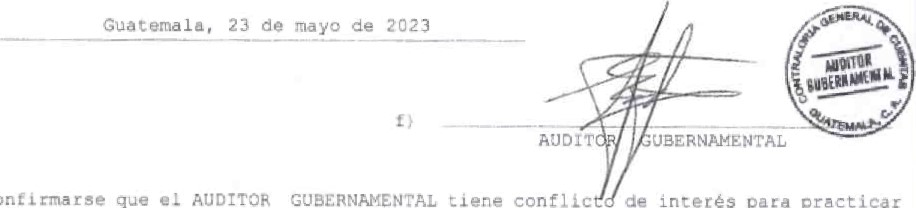 Guatemala, 23 de mayo de 2023
CONTRALORIA GENERAL DE CUENTAS
AUDITOR
GUBERNAMENTAL
GUATEMALA, C. A.
f)
AUDITOR GUBERNAMENTAL
onfirmarse que el AUDITOR GUBERNAMENTAL tiene conflicto de interés para practicar